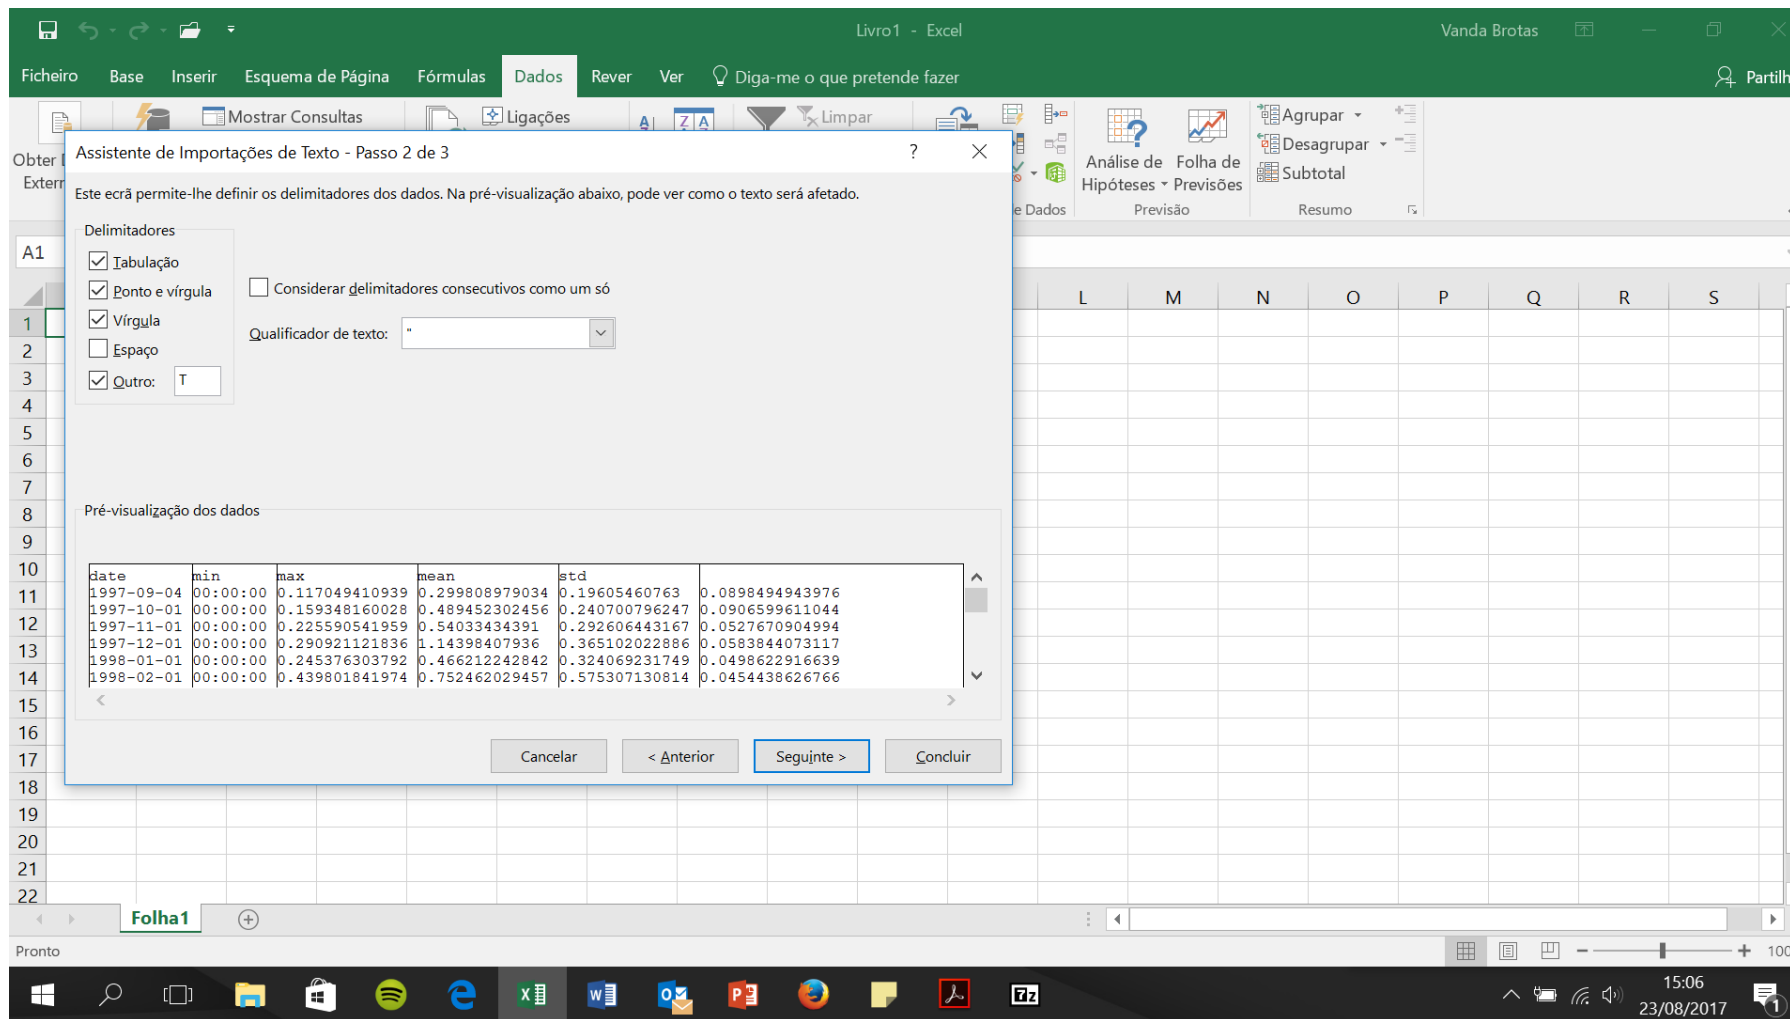 Livro1 - Excel
Vanda Brotas
Ficheiro Base Inserir Esquema de Página Fórmulas Dados Rever Ver Diga-me o que pretende fazer Partilh
Mostrar Consultas Ligações Limpar Agrupar
Desagrupar
Subtotal
Obter
Extern
Análise de Hipóteses
Folha de Previsões
e Dados Previsão Resumo
Assistente de Importações de Texto - Passo 2 de 3 ?
Este ecrã permite-lhe definir os delimitadores dos dados. Na pré-visualização abaixo, pode ver como o texto será afetado.
Delimitadores
Tabulação
Ponto e vírgula
Vírgula
Espaço
Outro: T
Considerar delimitadores consecutivos como um só
Qualificador de texto: "
Pré-visualização dos dados
date min max mean std
1997-09-04 00:00:00 0.117049410939 0.299808979034 0.19605460763 0.0898494943976
1997-10-01 00:00:00 0.159348160028 0.489452302456 0.240700796247 0.0906599611044
1997-11-01 00:00:00 0.225590541959 0.54033434391 0.292606443167 0.0527670904994
1997-12-01 00:00:00 0.290921121836 1.14398407936 0.365102022886 0.0583844073117
1998-01-01 00:00:00 0.245376303792 0.466212242842 0.324069231749 0.0498622916639
1998-02-01 00:00:00 0.439801841974 0.752462029457 0.575307130814 0.0454438626766
Cancelar < Anterior Seguinte > Concluir
A1
L M N O P Q R S
1
2
3
4
5
6
7
8
9
10
11
12
13
14
15
16
17
18
19
20
21
22
Folha1
Pronto
100
15:06
23/08/2017
1